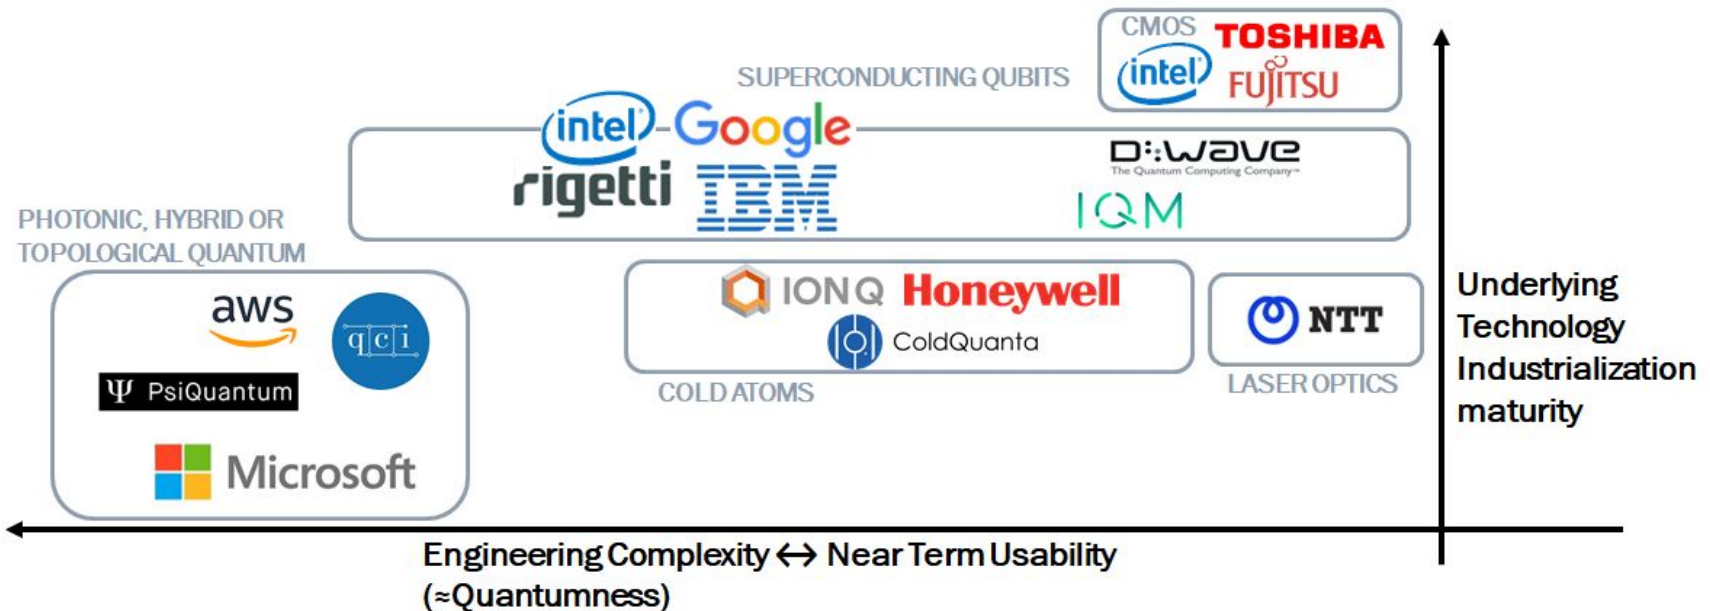 CMOS
TOSHIBA
intel
FUJITSU
SUPERCONDUCTING QUBITS
intel Google
rigetti IBM
D:wave
The Quantum Computing Company™
IQM
PHOTONIC, HYBRID OR
TOPOLOGICAL QUANTUM
aws
qci
Ψ PsiQuantum
Microsoft
IONQ Honeywell
ColdQuanta
COLD ATOMS
NTT
LASER OPTICS
Underlying
Technology
Industrialization
maturity
Engineering Complexity ↔ Near Term Usability
(≈Quantumness)